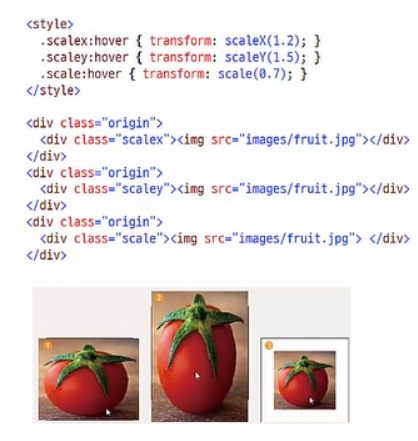 <style>
.scalex:hover { transform: scaleX(1.2); }
.scaley:hover { transform: scaleY(1.5); }
.scale:hover { transform: scale(0.7); }
</style>
<div class="origin">
<div class="scalex"><img src="images/fruit.jpg"></div>
</div>
<div class="origin">
<div class="scaley"><img src="images/fruit.jpg"></div>
</div>
<div class="origin">
<div class="scale"><img src="images/fruit.jpg"> </div>
</div>
1 2 3